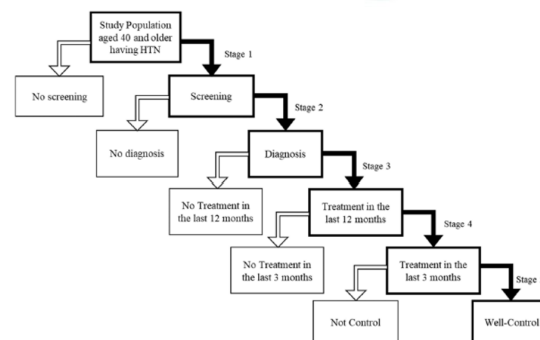 Study Population
aged 40 and older
having HTN
Stage 1
No screening
Screening
Stage 2
No diagnosis
Diagnosis
Stage 3
No Treatment in
the last 12 months
Treatment in the
last 12 months
Stage 4
No Treatment in
the last 3 months
Treatment in the
last 3 months
Stage
Not Control
Well-Control